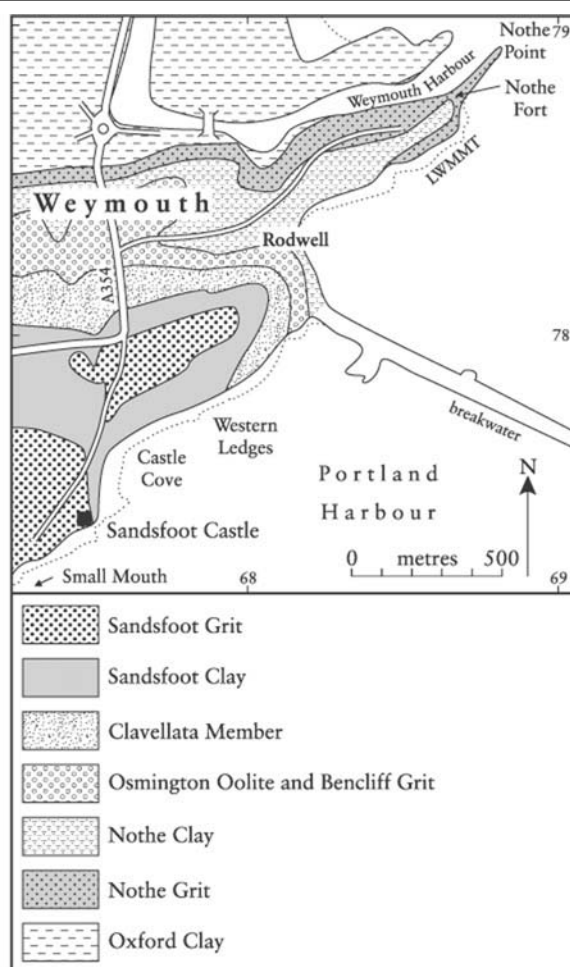 Nothe
Point
79
Weymouth Harbour
Nothe
Fort
LWMMT
Weymouth
Rodwell
A354
78
breakwater
Western
Ledges
Castle
Cove
Portland
Harbour
N
Sandsfoot Castle
0 metres 500
Small Mouth
68
69
Sandsfoot Grit
Sandsfoot Clay
Clavellata Member
Osmington Oolite and Bencliff Grit
Nothe Clay
Nothe Grit
Oxford Clay